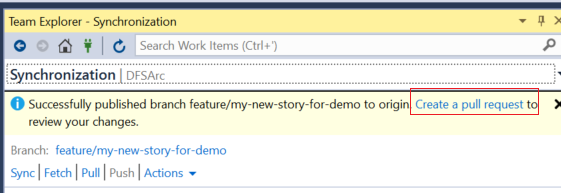 Team Explorer - Synchronization
Search Work Items (Ctrl+')
Synchronization | DFSArc
Successfully published branch feature/my-new-story-for-demo to origin. Create a pull request to
review your changes.
Branch: feature/my-new-story-for-demo
Sync | Fetch | Pull | Push | Actions